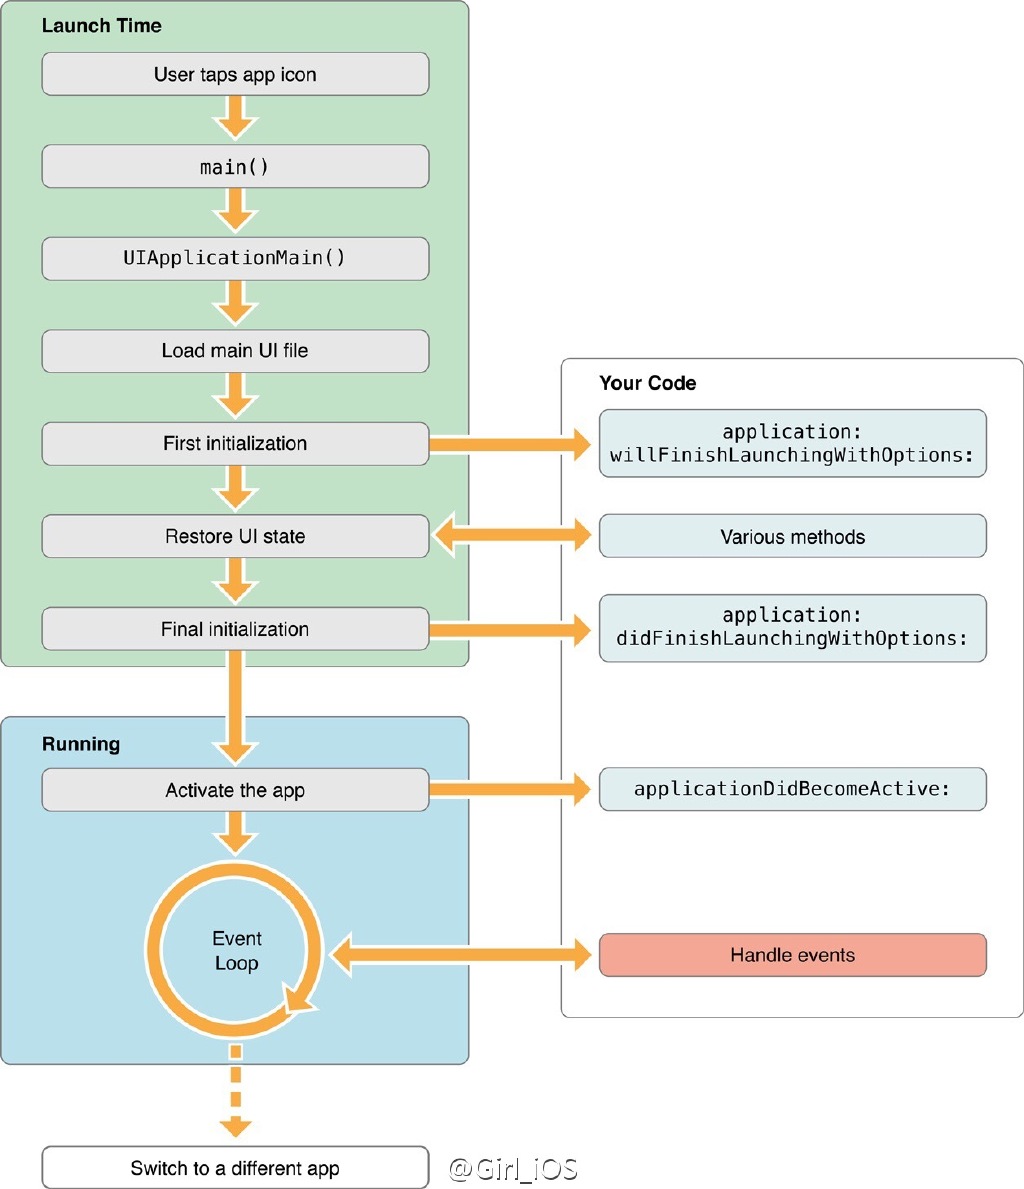 Launch Time
User taps app icon
main()
UIApplicationMain()
Load main UI file
First initialization
Restore UI state
Final initialization
Your Code
application:
willFinishLaunchingWithOptions:
Various methods
application:
didFinishLaunchingWithOptions:
Running
Activate the app
applicationDidBecomeActive:
Event
Loop
Handle events
Switch to a different app
@Girl_iOS